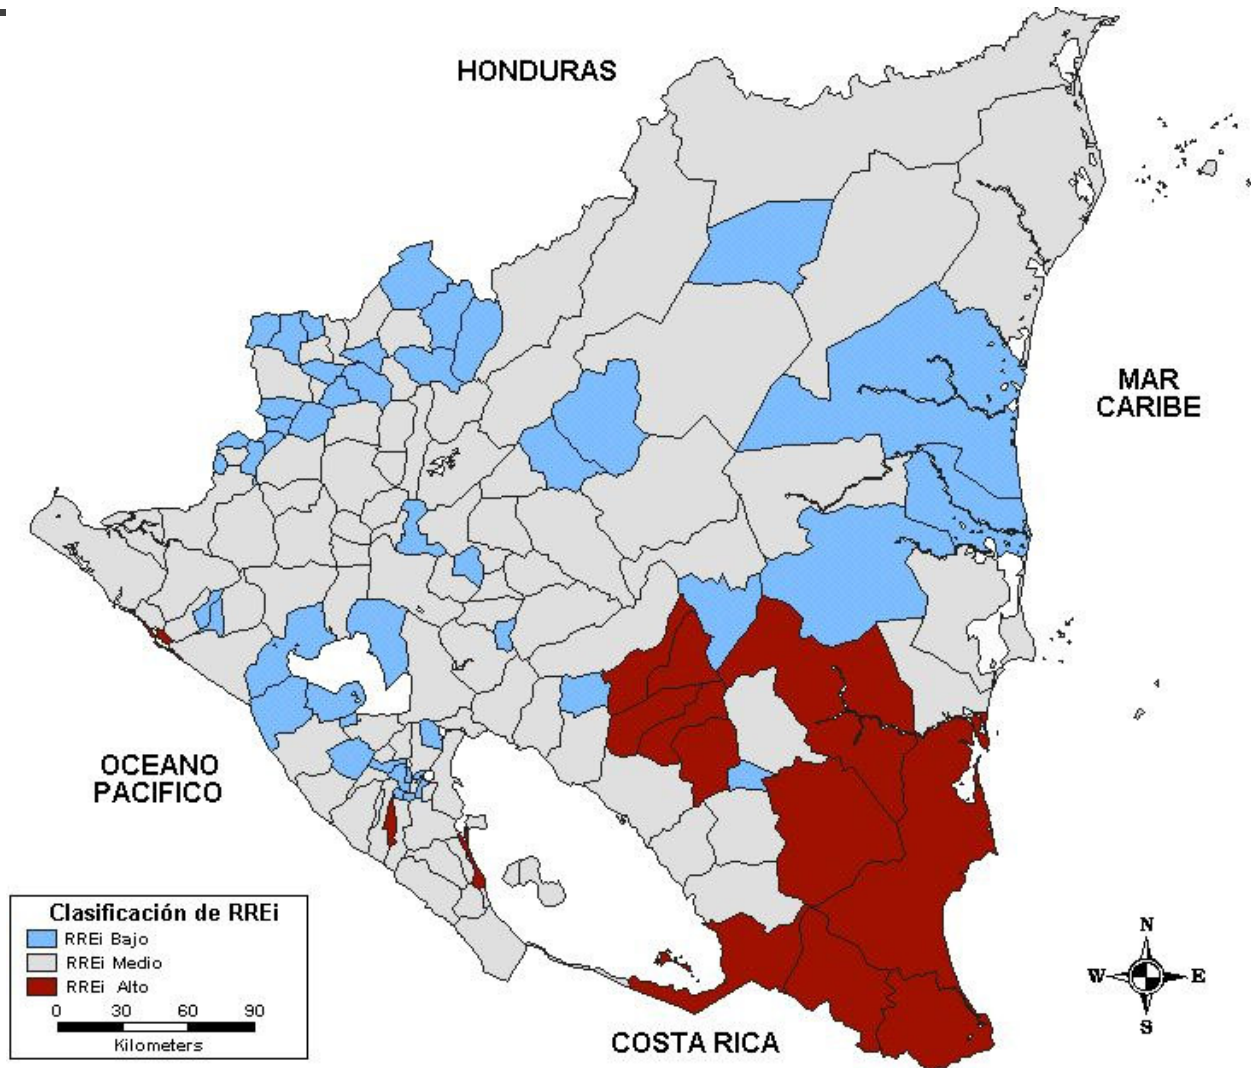 HONDURAS
MAR
CARIBE
OCEANO
PACIFICO
COSTA RICA
Clasificación de RREi
RREi Bajo
RREi Medio
RREi Alto
0 30 60 90
Kilometers
N
W E
S